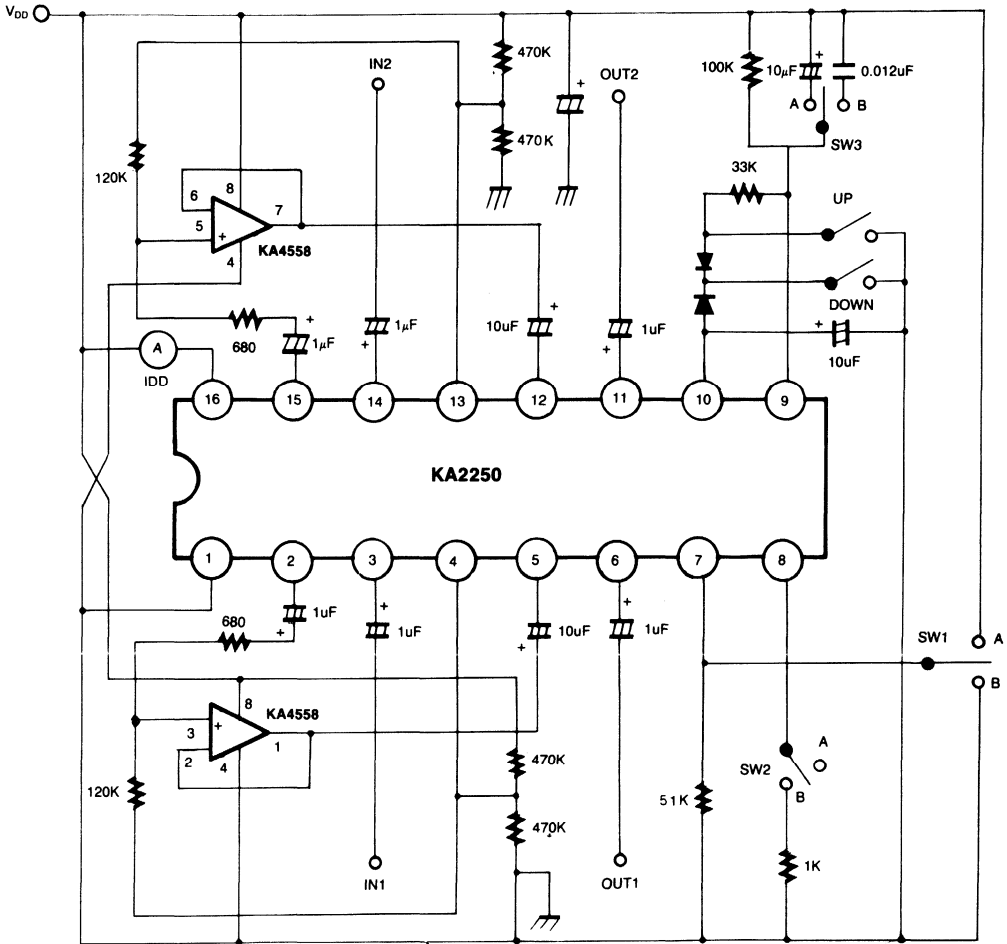 VDD
470K
IN2
OUT2
100K
10μF
+
0.012uF
A
B
SW3
+
470K
120K
33K
UP
6
8
7
5
+
4
KA4558
DOWN
+
680
1μF
1μF
+
10uF
+
1uF
+
+
10uF
A
IDD
16
15
14
13
12
11
10
9
KA2250
1
2
3
4
5
6
7
8
680
1uF
+
+
1uF
10uF
+
+
1uF
SW1
A
B
8
KA4558
3
+
1
2
4
120K
470K
470K
51K
SW2
A
B
1K
IN1
OUT1